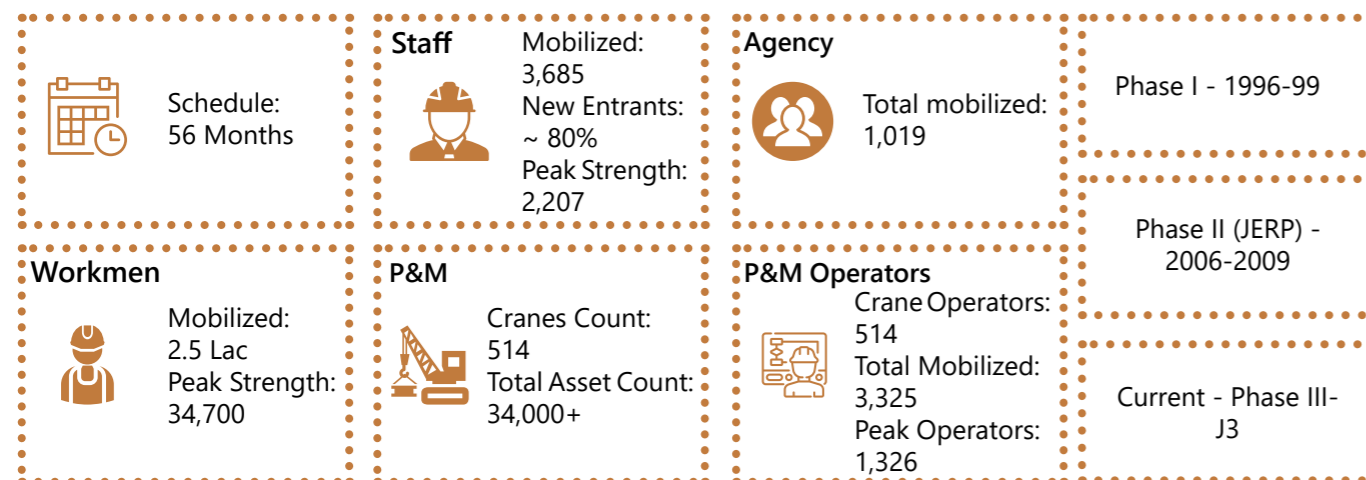 Schedule:
56 Months
Staff
Mobilized:
3,685
New Entrants:
~ 80%
Peak Strength:
2,207
Agency
Total mobilized:
1,019
Phase I - 1996-99
Phase II (JERP) -
2006-2009
Workmen
Mobilized:
2.5 Lac
Peak Strength:
34,700
P&M
Cranes Count:
514
Total Asset Count:
34,000+
P&M Operators
Crane Operators:
514
Total Mobilized:
3,325
Peak Operators:
1,326
Current - Phase III-
J3